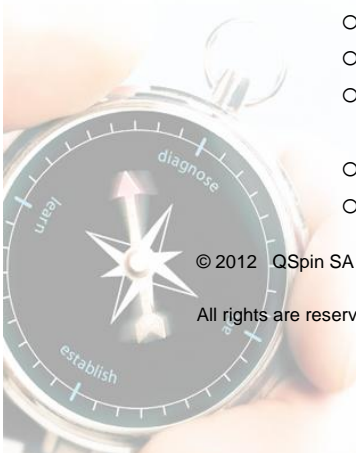 diagnose
learn
© 2012 QSpin SA
All rights are reserv
establish